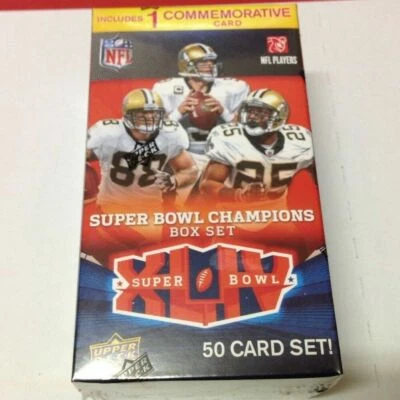 INCLUDES 1 COMMEMORATIVE
CARD
NFL
NFL PLAYERS
88
25
SUPER BOWL CHAMPIONS
BOX SET
XLIV
SUPER BOWL
UPPER DECK
50 CARD SET!